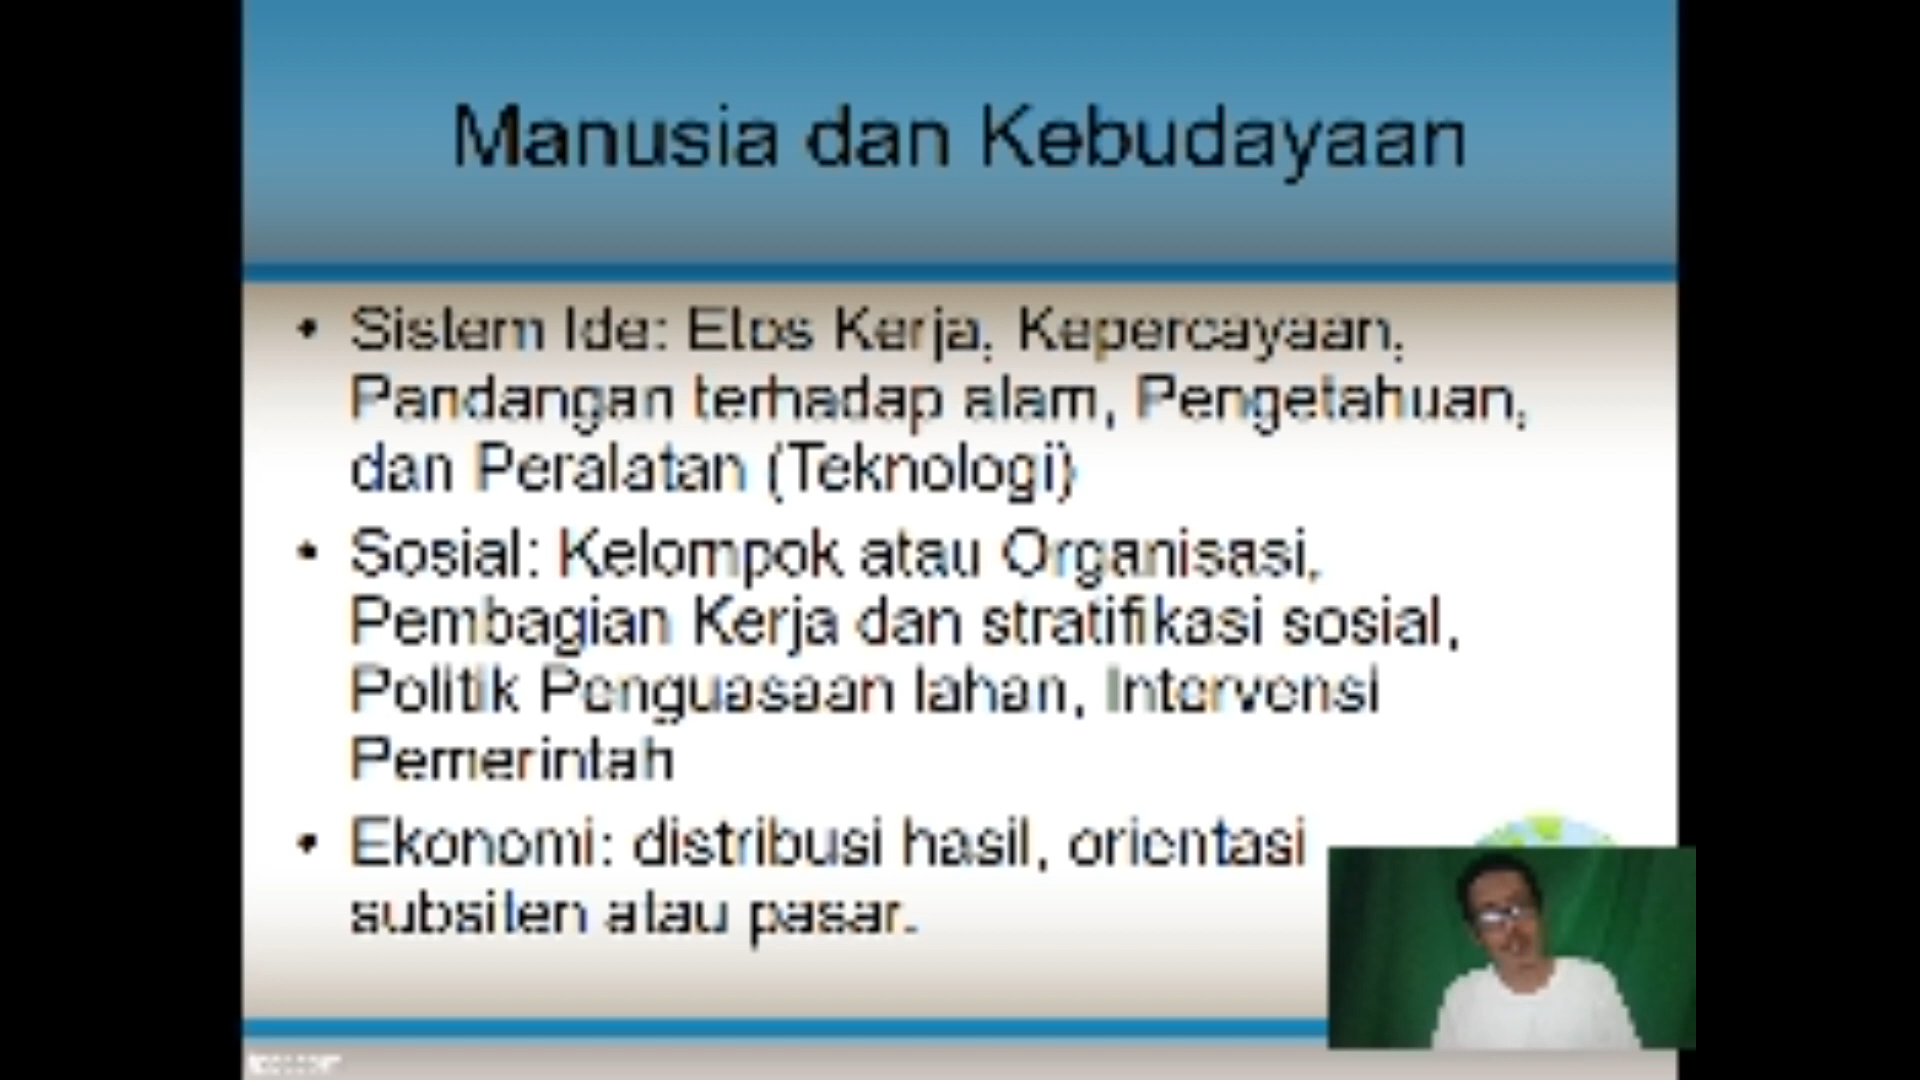 Manusia dan Kebudayaan
• Sistem Ide: Etos Kerja, Kepercayaan,
Pandangan terhadap alam, Pengetahuan,
dan Peralatan (Teknologi)
• Sosial: Kelompok atau Organisasi,
Pembagian Kerja dan stratifikasi sosial,
Politik Penguasaan lahan, Intervensi
Pemerintah
• Ekonomi: distribusi hasil, orientasi
subsiten atau pasar.